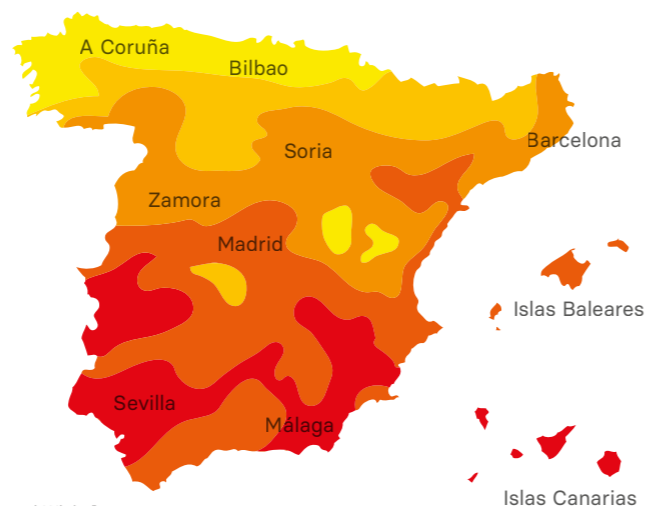 A Coruña
Bilbao
Soria
Barcelona
Zamora
Madrid
Islas Baleares
Sevilla
Málaga
Islas Canarias